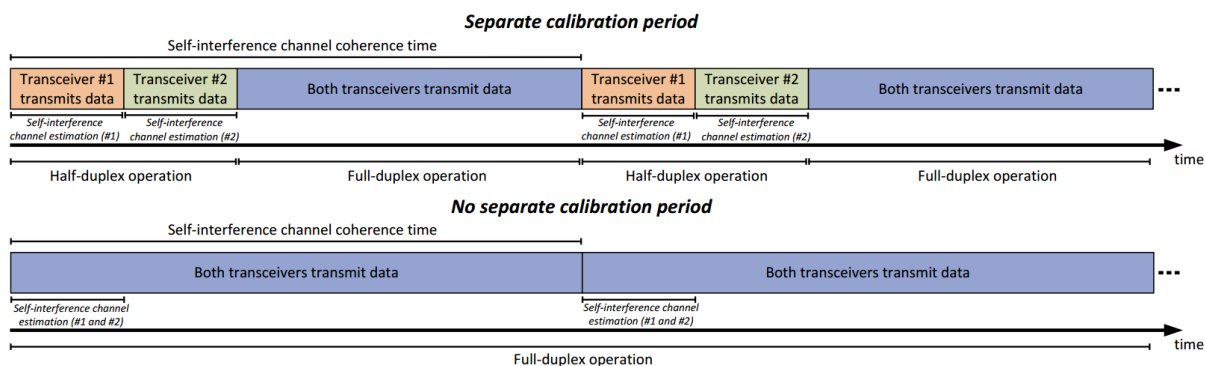 Separate calibration period
Self-interference channel coherence time
Transceiver #1
transmits data
Transceiver #2
transmits data
Both transceivers transmit data
Transceiver #1
transmits data
Transceiver #2
transmits data
Both transceivers transmit data
Self-interference
channel estimation (#1)
Self-interference
channel estimation (#2)
Self-interference
channel estimation (#1)
Self-interference
channel estimation (#2)
time
Half-duplex operation
Full-duplex operation
Half-duplex operation
Full-duplex operation
No separate calibration period
Self-interference channel coherence time
Both transceivers transmit data
Both transceivers transmit data
Self-interference channel
estimation (#1 and #2)
Self-interference channel
estimation (#1 and #2)
time
Full-duplex operation